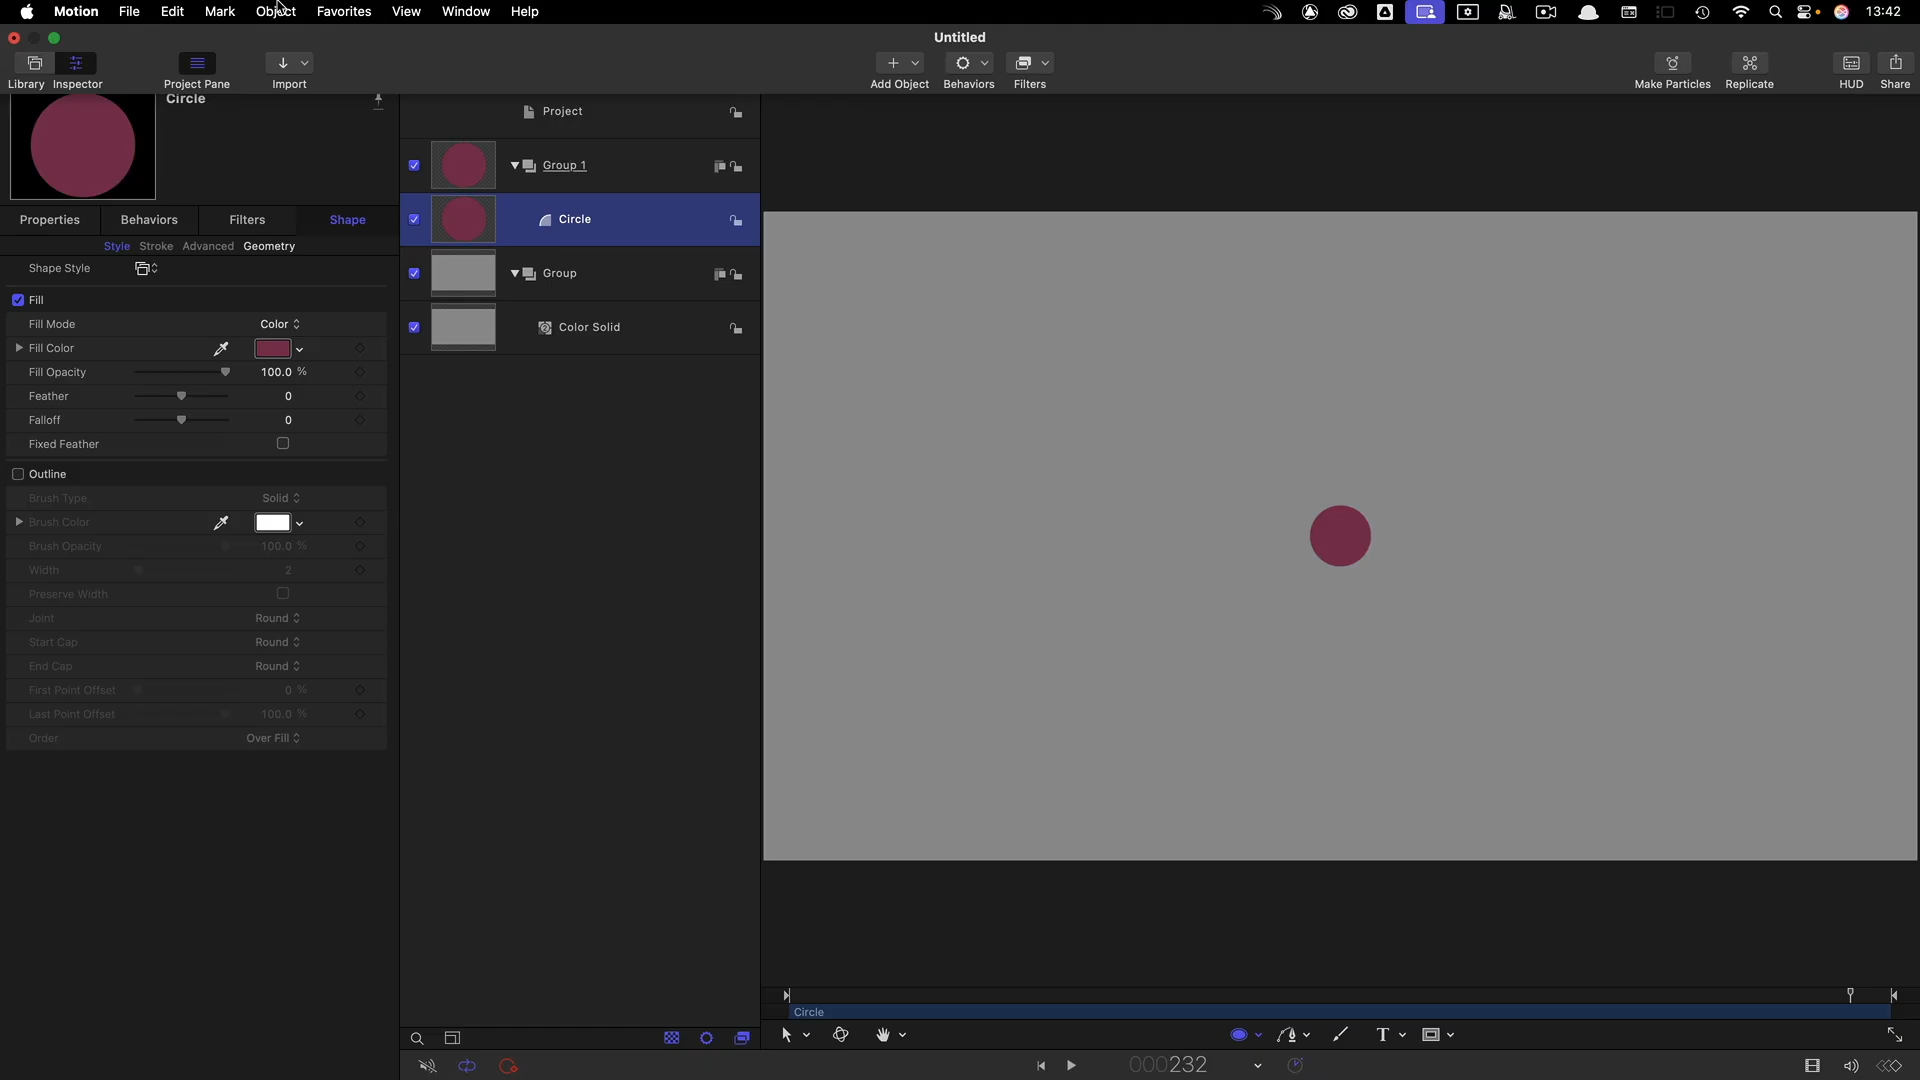 Motion File Edit Mark Object Favorites View Window Help 13:42
Untitled
Library Inspector Project Pane Import Add Object Behaviors Filters Make Particles Replicate HUD Share
Circle
Project
Group 1
Circle
Group
Color Solid
Properties Behaviors Filters Shape
Style Stroke Advanced Geometry
Shape Style
Fill
Fill Mode Color
Fill Color
Fill Opacity 100.0 %
Feather 0
Falloff 0
Fixed Feather
Outline
Brush Type Solid
Brush Color
Brush Opacity 100.0 %
Width 2
Preserve Width
Joint Round
Start Cap Round
End Cap Round
First Point Offset 0 %
Last Point Offset 100.0 %
Order Over Fill
Circle
T
000232